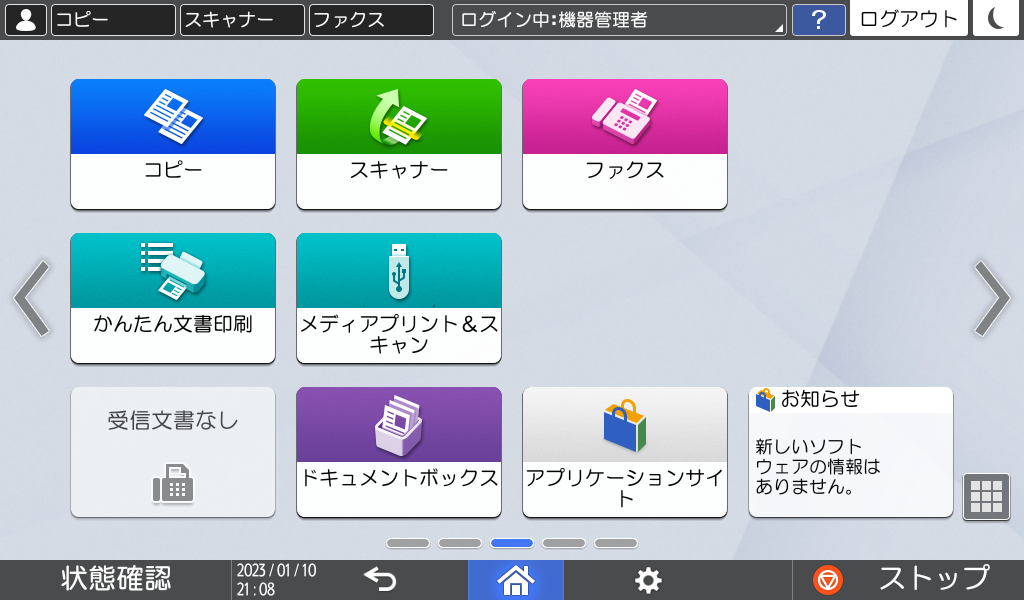 コピー
スキャナー
ファクス
ログイン中:機器管理者
?
ログアウト
コピー
スキャナー
ファクス
かんたん文書印刷
メディアプリント&ス
キャン
受信文書なし
ドキュメントボックス
アプリケーションサイ
ト
お知らせ
新しいソフト
ウェアの情報は
ありません。
状態確認
2023/01/10
21:08
ストップ